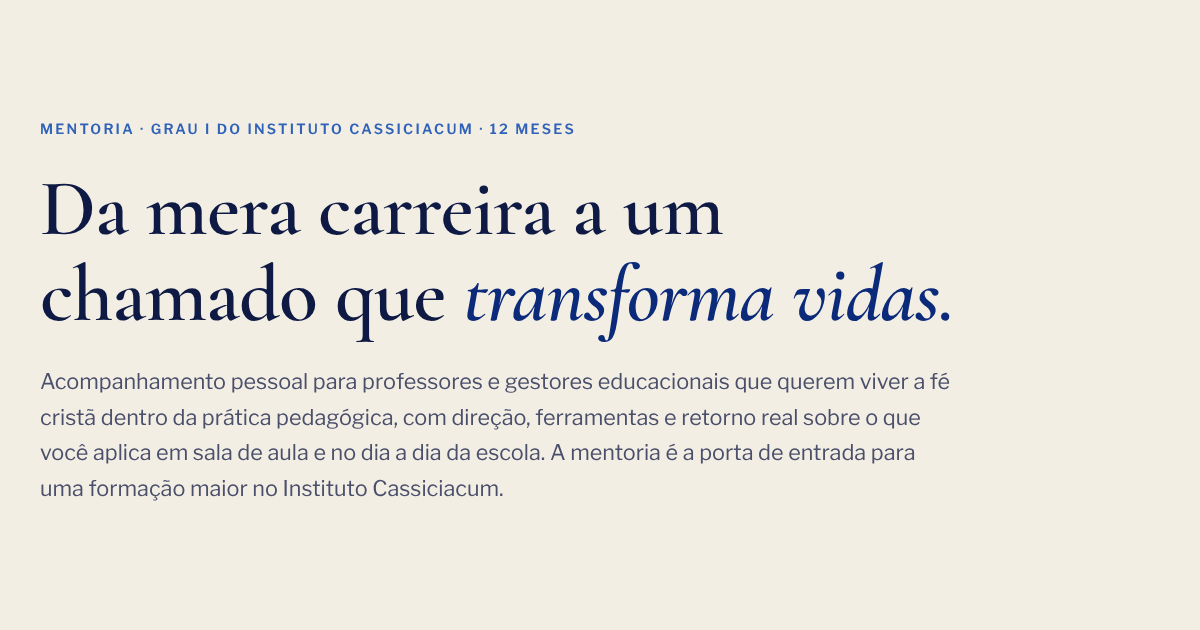 MENTORIA · GRAU I DO INSTITUTO CASSICIACUM · 12 MESES
Da mera carreira a um
chamado que transforma vidas.
Acompanhamento pessoal para professores e gestores educacionais que querem viver a fé
cristã dentro da prática pedagógica, com direção, ferramentas e retorno real sobre o que
você aplica em sala de aula e no dia a dia da escola. A mentoria é a porta de entrada para
uma formação maior no Instituto Cassiciacum.